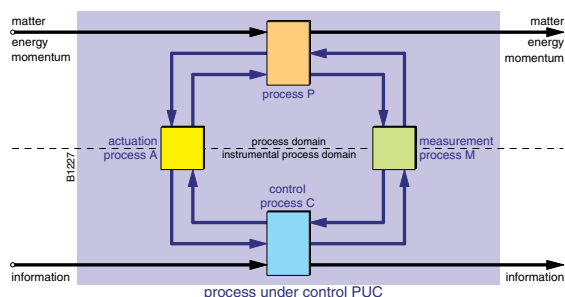 matter
energy
momentum
matter
energy
momentum
process P
actuation
process A
process domain
instrumental process domain
measurement
process M
B1227
control
process C
information
information
process under control PUC